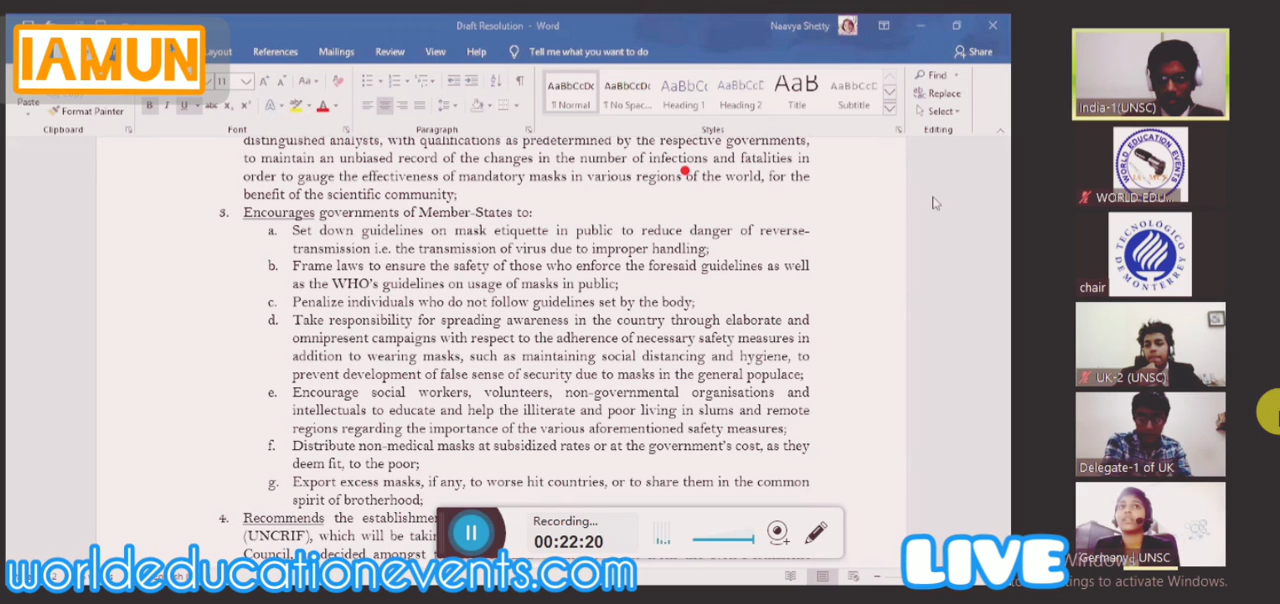 Draft Resolution - Word
Naavya Shetty
IAMUN
Layout References Mailings Review View Help Tell me what you want to do
Share
11
Aa
Paste
Format Painter
B I U abc x₂ x²
AaBbCcDc AaBbCcDc AaBbCc AaBbCcD AaB AaBbCcD
¶ Normal ¶ No Spac... Heading 1 Heading 2 Title Subtitle
Find
Replace
Select
Clipboard Font Paragraph Styles Editing
distinguished analysts, with qualifications as predetermined by the respective governments,
to maintain an unbiased record of the changes in the number of infections and fatalities in
order to gauge the effectiveness of mandatory masks in various regions of the world, for the
benefit of the scientific community;
3. Encourages governments of Member-States to:
a. Set down guidelines on mask etiquette in public to reduce danger of reverse-
transmission i.e. the transmission of virus due to improper handling;
b. Frame laws to ensure the safety of those who enforce the foresaid guidelines as well
as the WHO's guidelines on usage of masks in public;
c. Penalize individuals who do not follow guidelines set by the body;
d. Take responsibility for spreading awareness in the country through elaborate and
omnipresent campaigns with respect to the adherence of necessary safety measures in
addition to wearing masks, such as maintaining social distancing and hygiene, to
prevent development of false sense of security due to masks in the general populace;
e. Encourage social workers, volunteers, non-governmental organisations and
intellectuals to educate and help the illiterate and poor living in slums and remote
regions regarding the importance of the various aforementioned safety measures;
f. Distribute non-medical masks at subsidized rates or at the government's cost, as they
deem fit, to the poor;
g. Export excess masks, if any, to worse hit countries, or to share them in the common
spirit of brotherhood;
4. Recommends the establishment
(UNCRIF), which will be
Council, decided amongst
Recording...
00:22:20
worldeducationevents.com
LIVE
India-1(UNSC)
WORLD EDUCATION EVENTS
WORLD EDU...
TECNOLÓGICO
DE MONTERREY
chair
UK-2 (UNSC)
Delegate-1 of UK
Germany UNSC
Windows
to activate Windows.